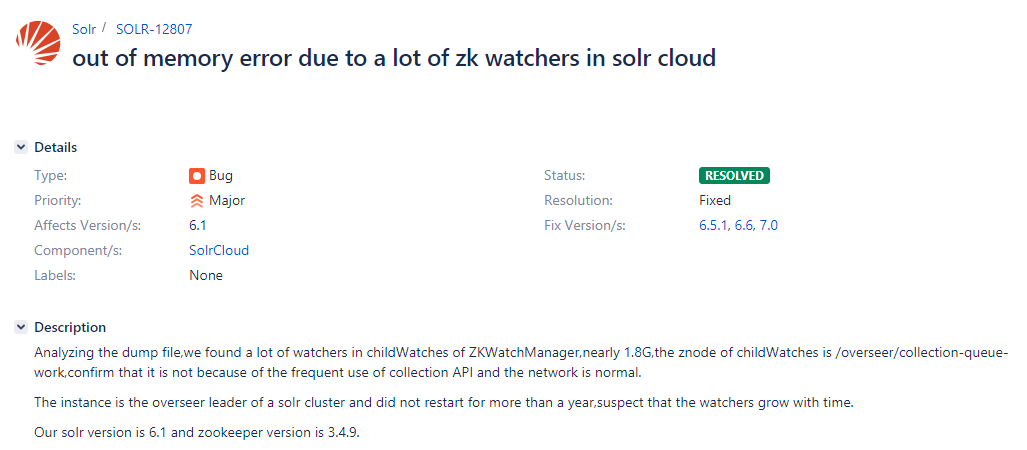 Solr / SOLR-12807
out of memory error due to a lot of zk watchers in solr cloud
Details
Type: Bug Status: RESOLVED
Priority: Major Resolution: Fixed
Affects Version/s: 6.1 Fix Version/s: 6.5.1, 6.6, 7.0
Component/s: SolrCloud
Labels: None
Description
Analyzing the dump file,we found a lot of watchers in childWatches of ZKWatchManager,nearly 1.8G,the znode of childWatches is /overseer/collection-queue-
work,confirm that it is not because of the frequent use of collection API and the network is normal.
The instance is the overseer leader of a solr cluster and did not restart for more than a year,suspect that the watchers grow with time.
Our solr version is 6.1 and zookeeper version is 3.4.9.